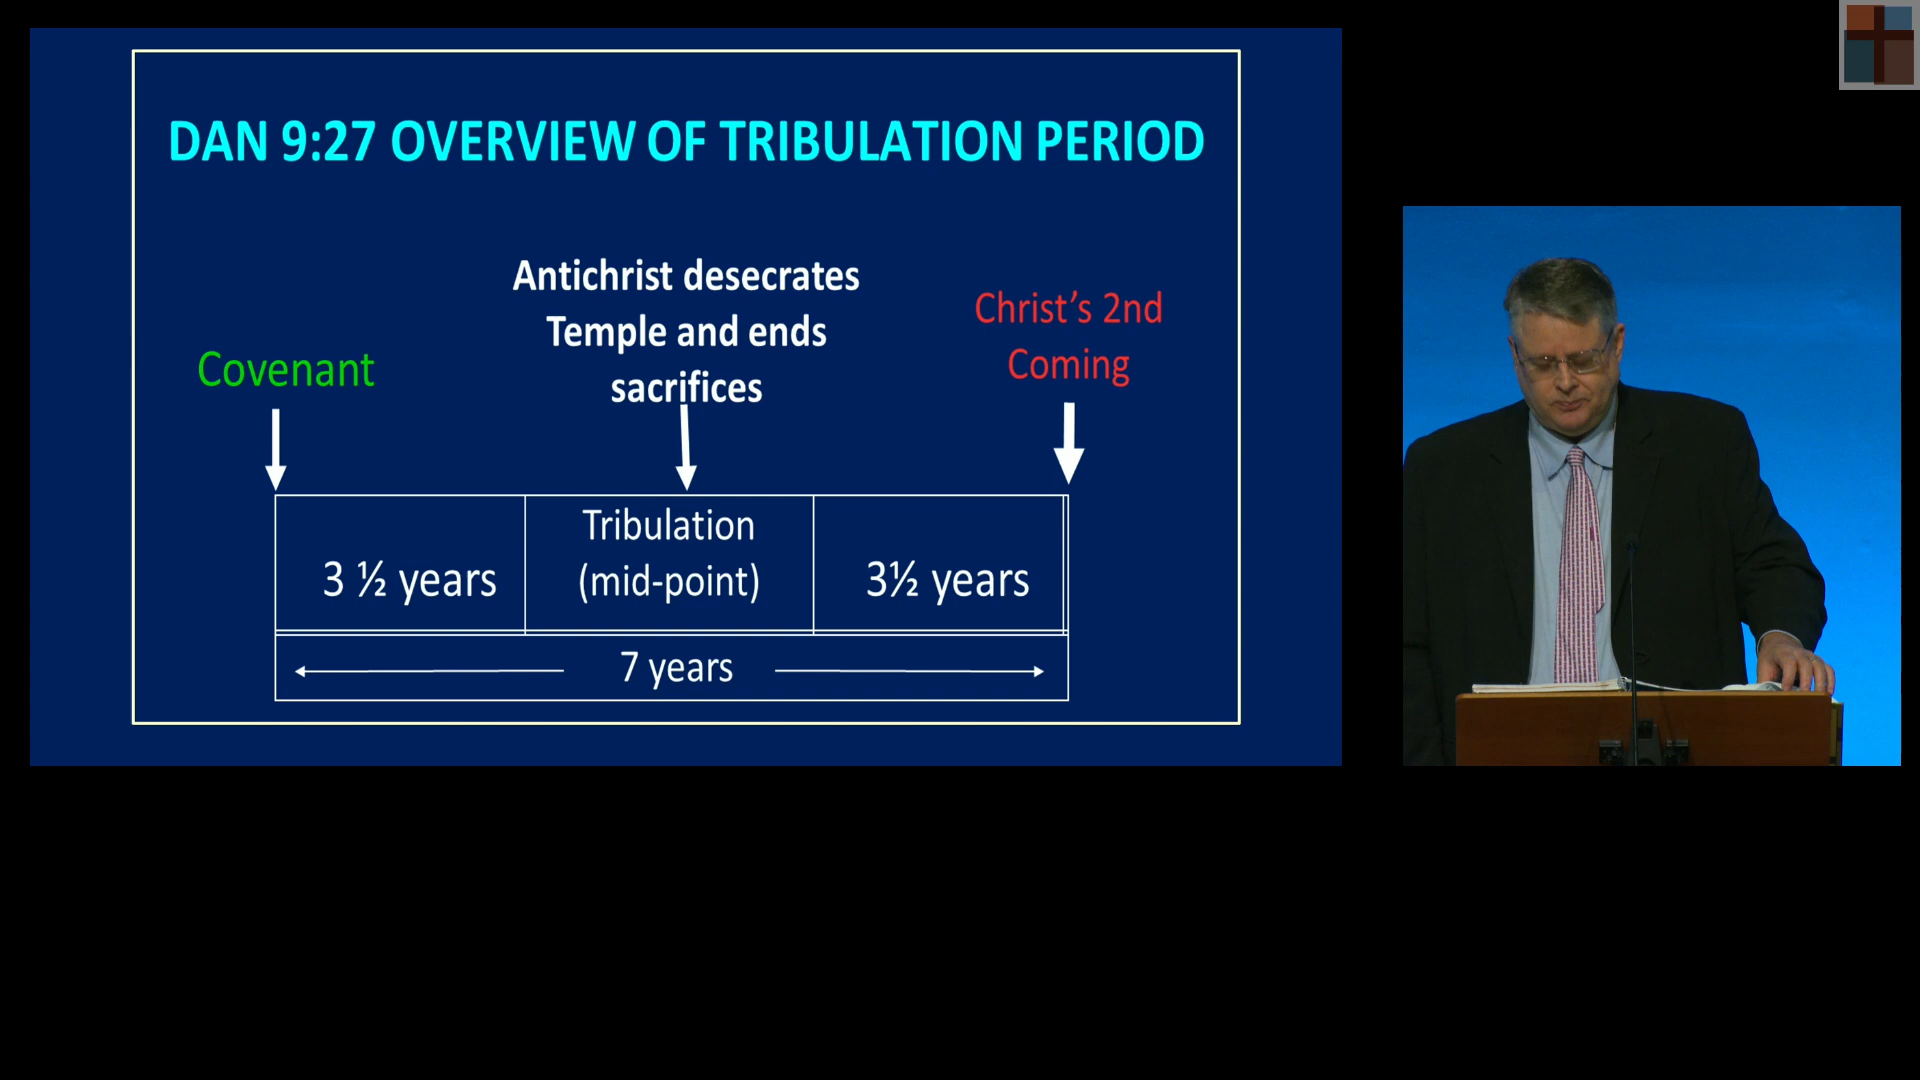 DAN 9:27 OVERVIEW OF TRIBULATION PERIOD
Antichrist desecrates
Temple and ends
sacrifices
Christ’s 2nd
Coming
Covenant
Tribulation
(mid-point)
3 ½ years
3½ years
7 years